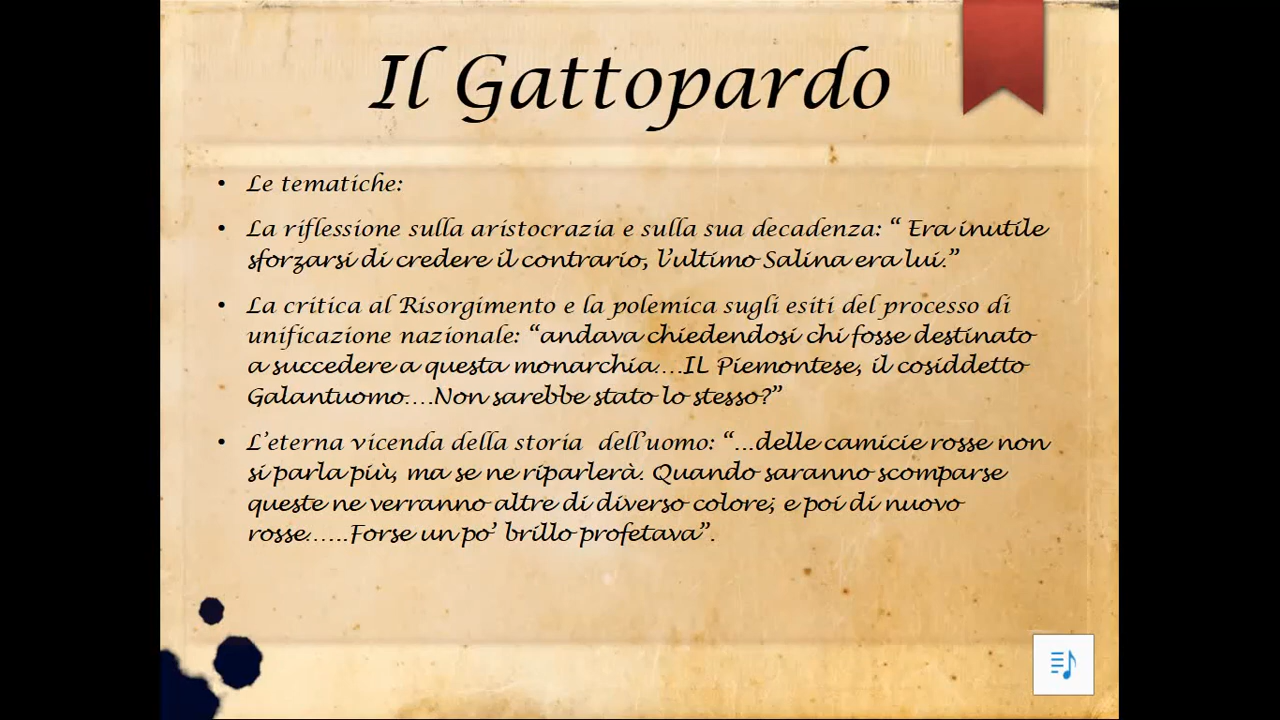 Il Gattopardo
• Le tematiche:
• La riflessione sulla aristocrazia e sulla sua decadenza: “ Era inutile
sforzarsi di credere il contrario, l’ultimo Salina era lui.”
• La critica al Risorgimento e la polemica sugli esiti del processo di
unificazione nazionale: “andava chiedendosi chi fosse destinato
a succedere a questa monarchia….IL Piemontese, il cosiddetto
Galantuomo….Non sarebbe stato lo stesso?”
• L’eterna vicenda della storia  dell’uomo: “...delle camicie rosse non
si parla più, ma se ne riparlerà. Quando saranno scomparse
queste ne verranno altre di diverso colore; e poi di nuovo
rosse…..Forse un po’ brillo profetava”.